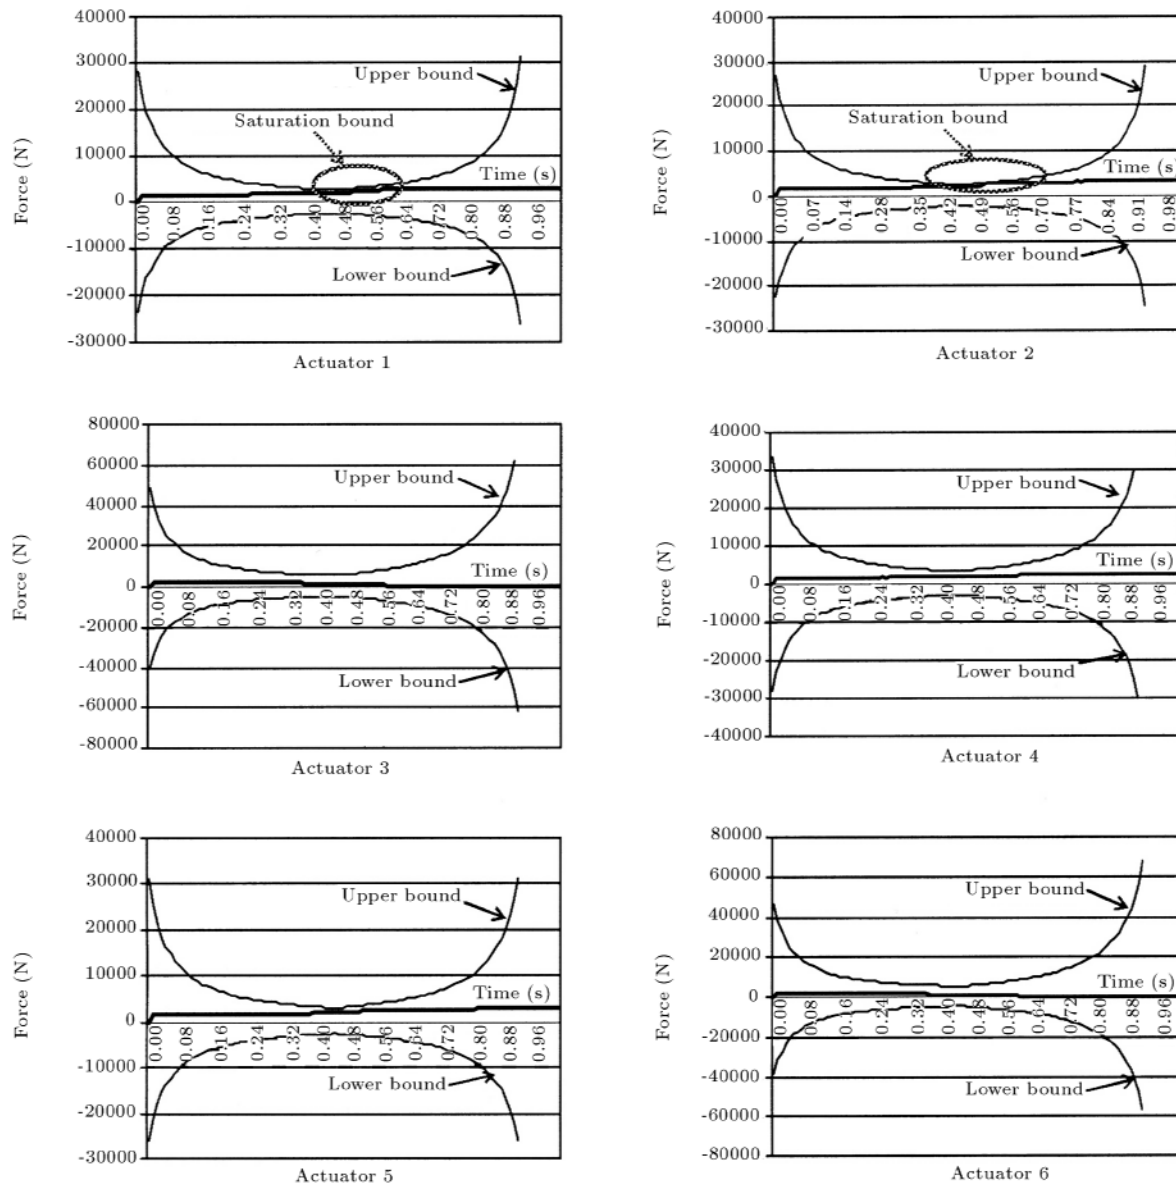 40000
30000
20000
10000
0
-10000
-20000
-30000
Force (N)
Upper bound
Saturation bound
Time (s)
0.00 0.08 0.16 0.24 0.32 0.40 0.48 0.56 0.64 0.72 0.80 0.88 0.96
Lower bound
Actuator 1
40000
30000
20000
10000
0
-10000
-20000
-30000
Force (N)
Upper bound
Saturation bound
Time (s)
0.00 0.07 0.14 0.28 0.35 0.42 0.49 0.56 0.70 0.77 0.84 0.91 0.98
Lower bound
Actuator 2
80000
60000
40000
20000
0
-20000
-40000
-60000
-80000
Force (N)
Upper bound
Time (s)
0.00 0.08 0.16 0.24 0.32 0.40 0.48 0.56 0.64 0.72 0.80 0.88 0.96
Lower bound
Actuator 3
40000
30000
20000
10000
0
-10000
-20000
-30000
-40000
Force (N)
Upper bound
Time (s)
0.00 0.08 0.16 0.24 0.32 0.40 0.48 0.56 0.64 0.72 0.80 0.88 0.96
Lower bound
Actuator 4
40000
30000
20000
10000
0
-10000
-20000
-30000
Force (N)
Upper bound
Time (s)
0.00 0.08 0.16 0.24 0.32 0.40 0.48 0.56 0.64 0.72 0.80 0.88 0.96
Lower bound
Actuator 5
80000
60000
40000
20000
0
-20000
-40000
-60000
-80000
Force (N)
Upper bound
Time (s)
0.00 0.08 0.16 0.24 0.32 0.40 0.48 0.56 0.64 0.72 0.80 0.88 0.96
Lower bound
Actuator 6